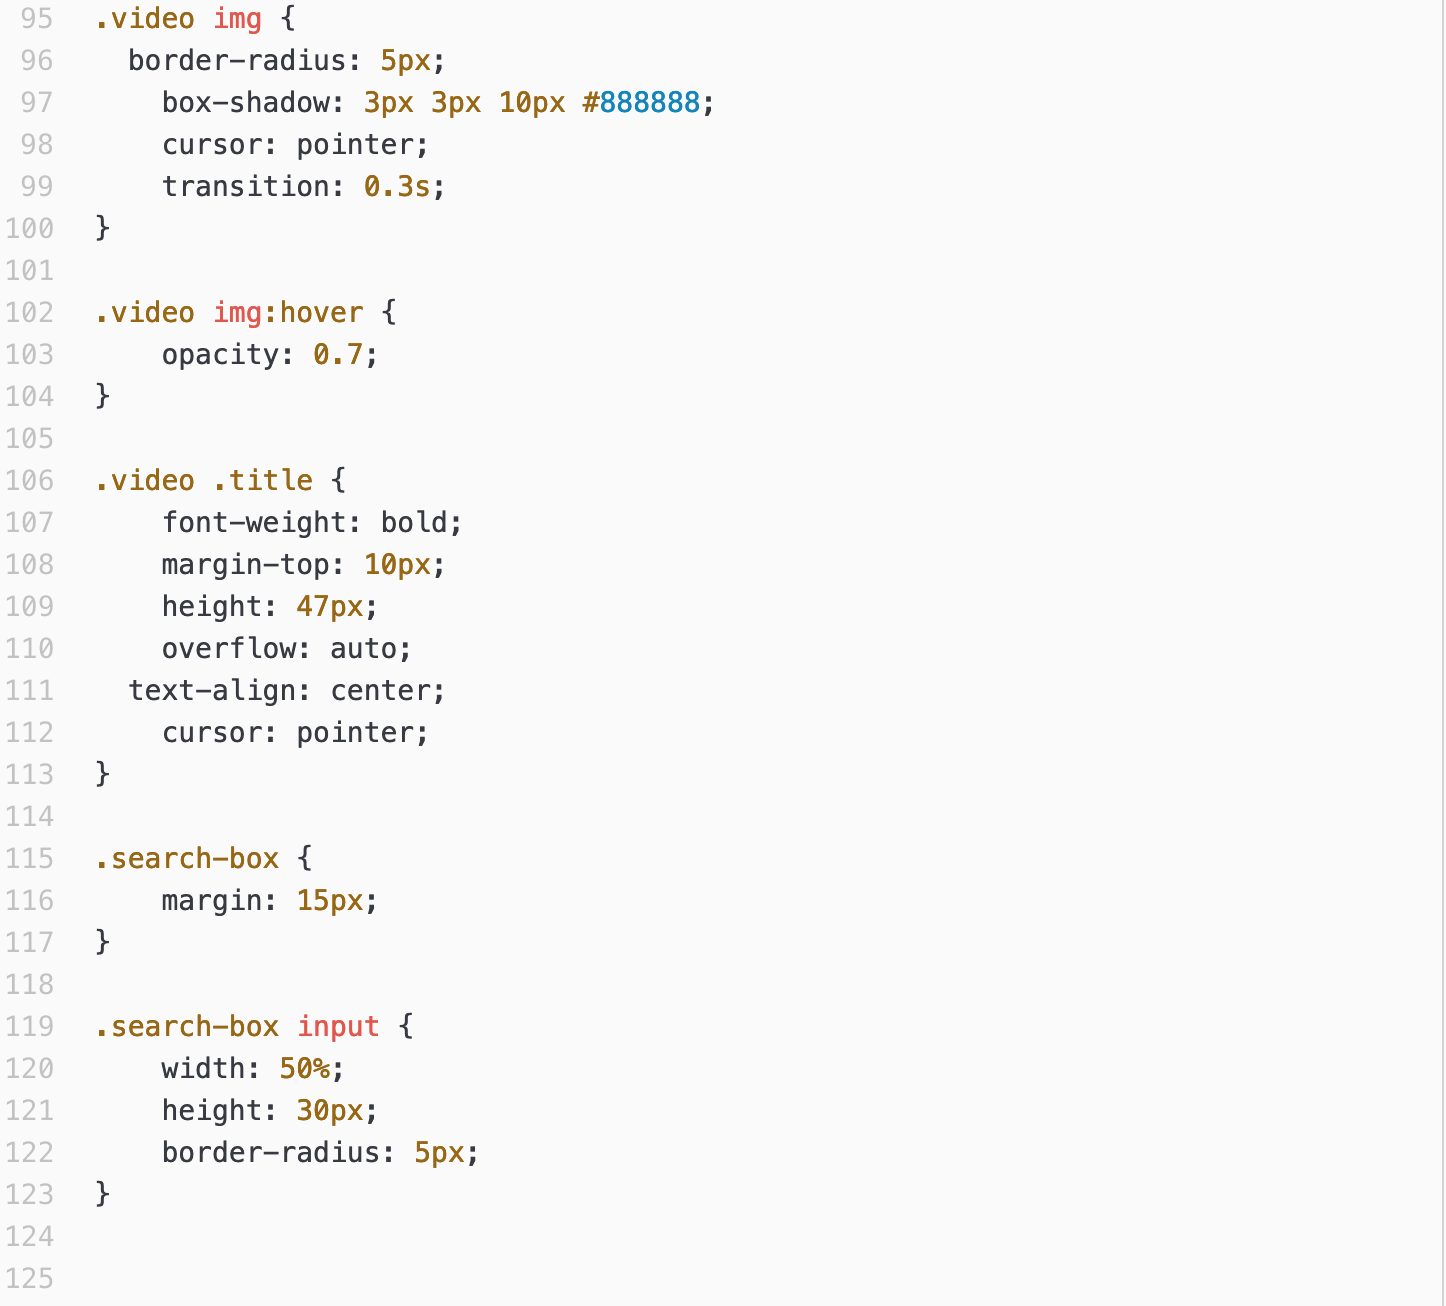 95 .video img {
96   border-radius: 5px;
97     box-shadow: 3px 3px 10px #888888;
98     cursor: pointer;
99     transition: 0.3s;
100 }
101
102 .video img:hover {
103     opacity: 0.7;
104 }
105
106 .video .title {
107     font-weight: bold;
108     margin-top: 10px;
109     height: 47px;
110     overflow: auto;
111   text-align: center;
112     cursor: pointer;
113 }
114
115 .search-box {
116     margin: 15px;
117 }
118
119 .search-box input {
120     width: 50%;
121     height: 30px;
122     border-radius: 5px;
123 }
124
125